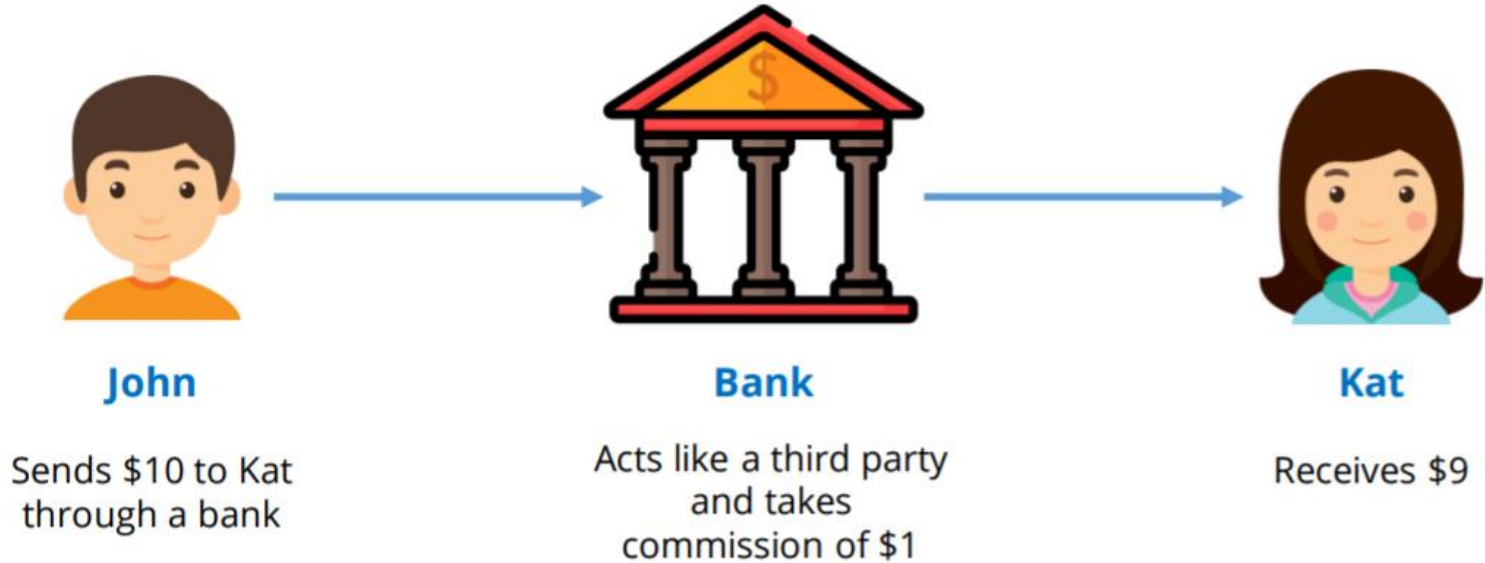 $
John
Bank
Kat
Sends $10 to Kat
through a bank
Acts like a third party
and takes
commission of $1
Receives $9